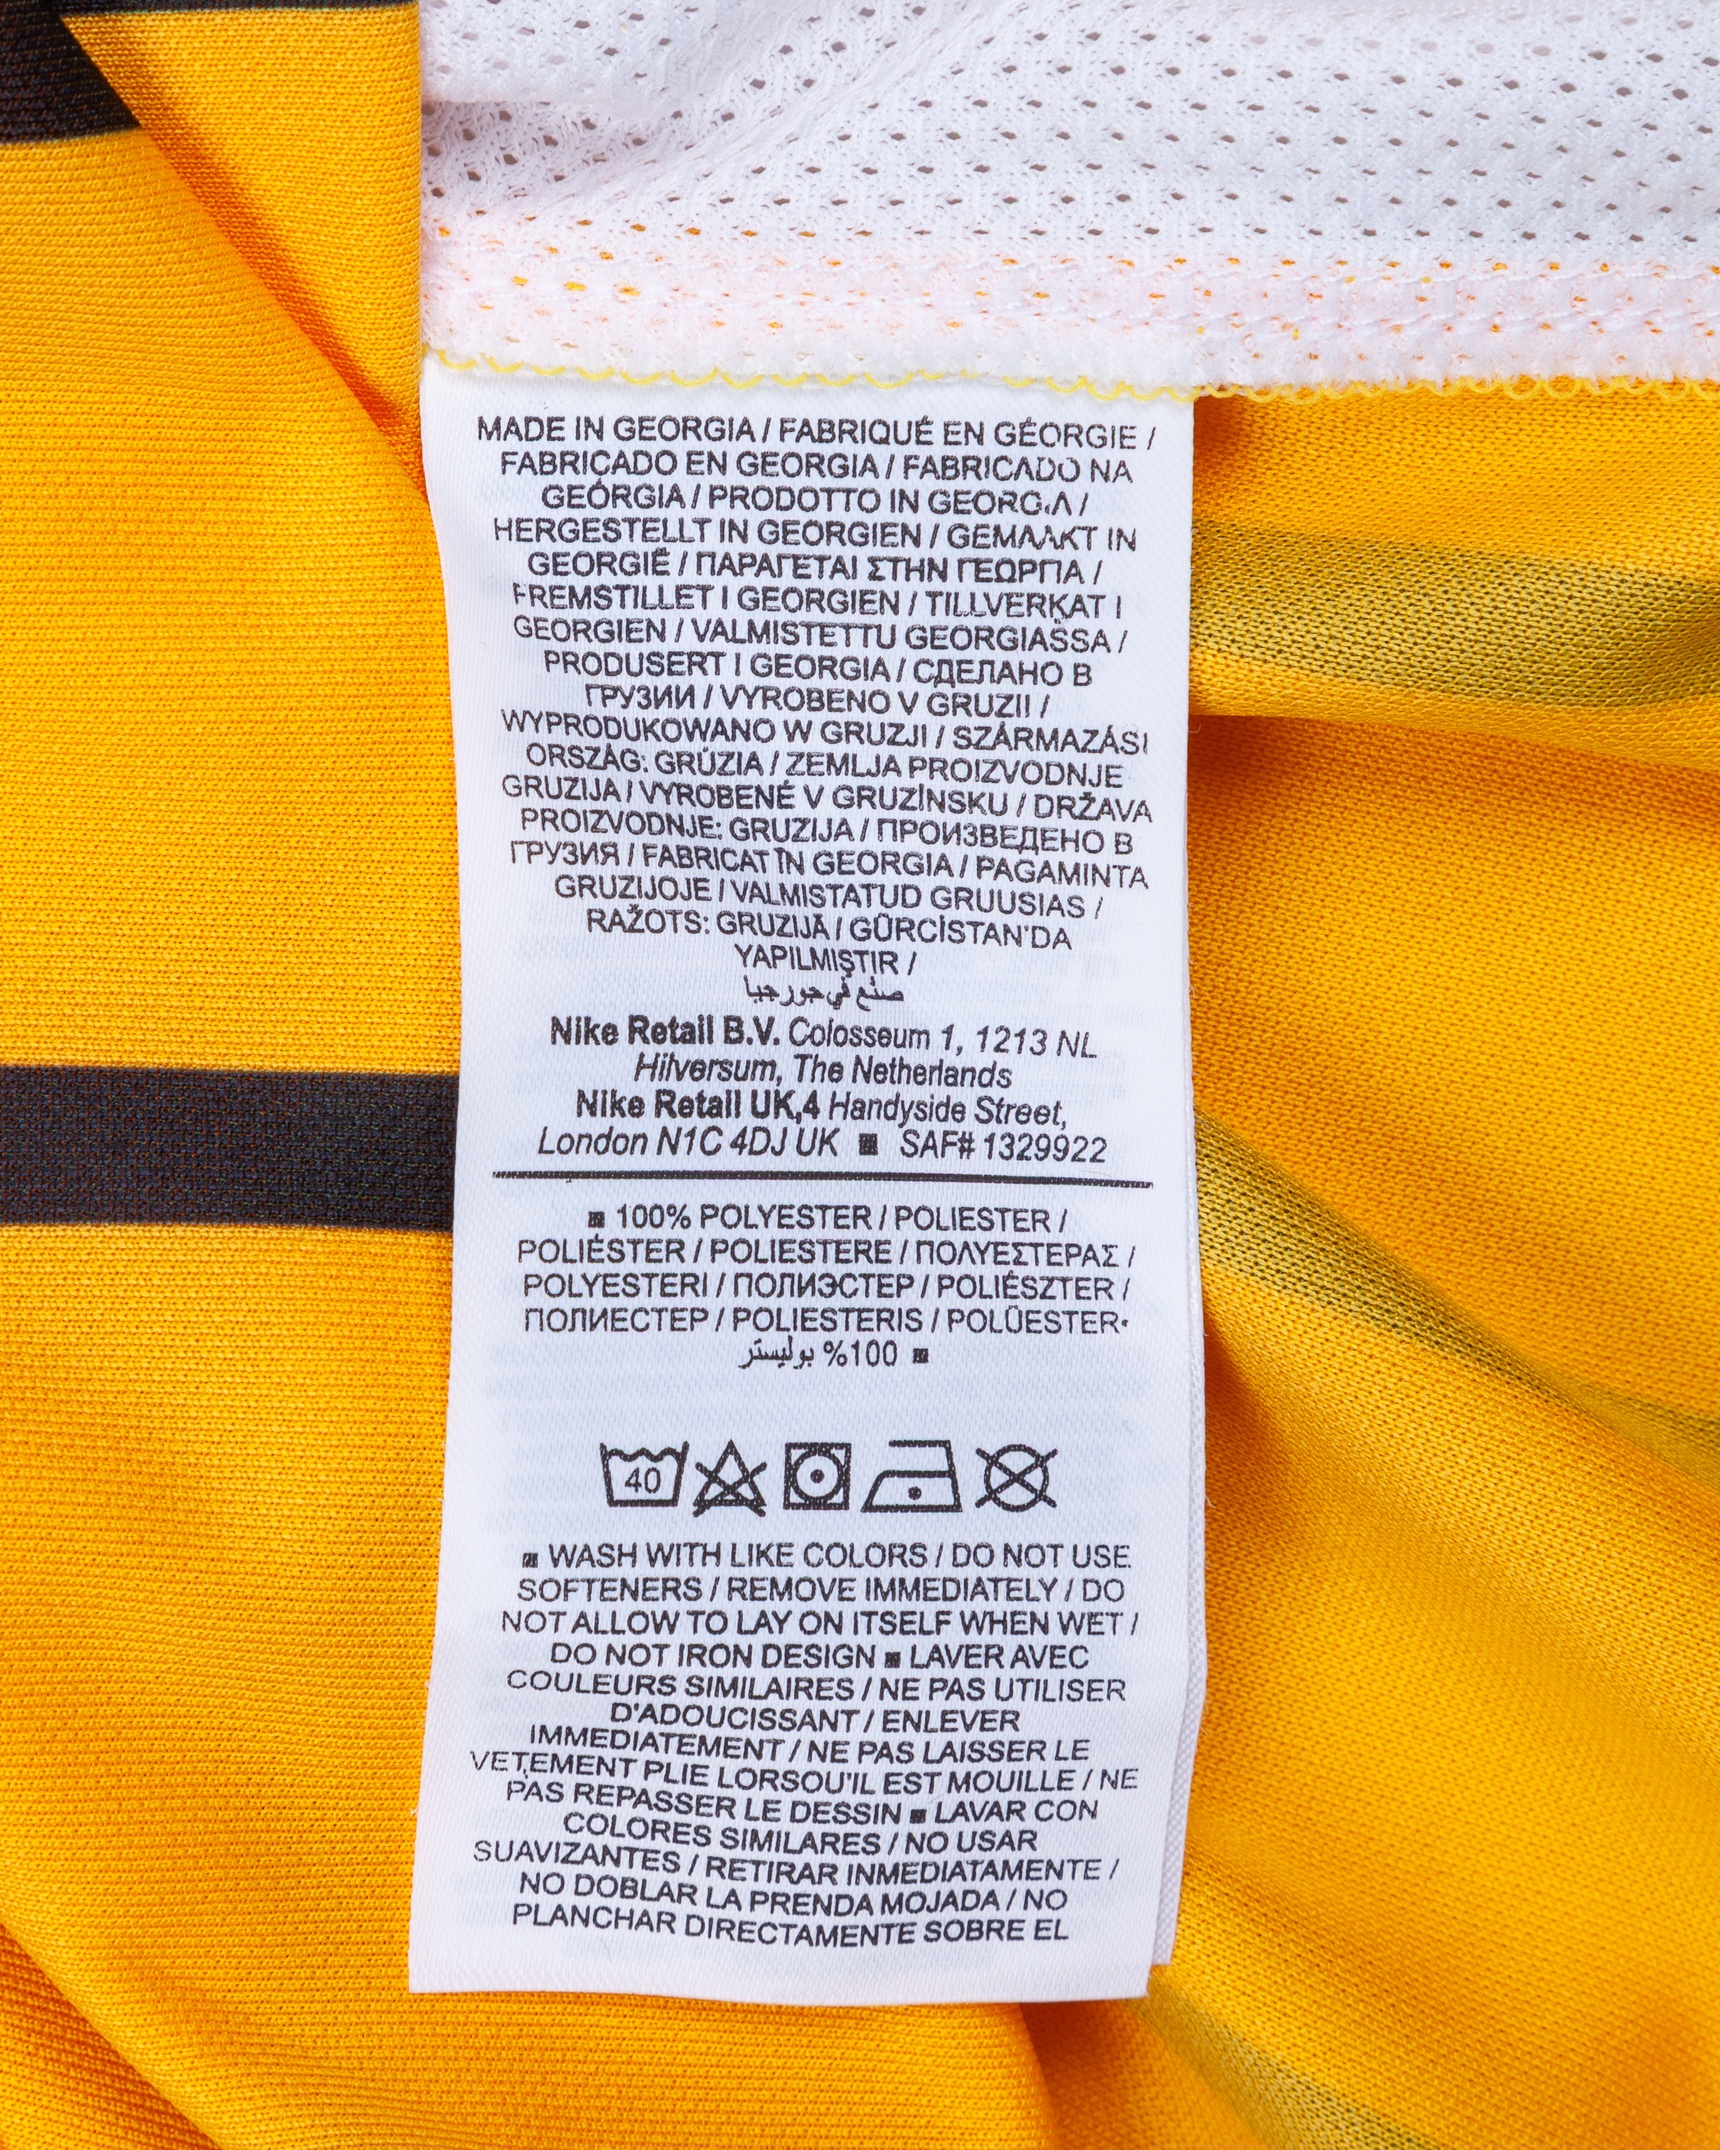 MADE IN GEORGIA / FABRIQUÉ EN GÉORGIE /
FABRICADO EN GEORGIA / FABRICADO NA
GEÓRGIA / PRODOTTO IN GEORGIA /
HERGESTELLT IN GEORGIEN / GEMAAKT IN
GEORGIË / ΠΑΡΑΓΕΤΑΙ ΣΤΗΝ ΓΕΩΡΓΙΑ /
FREMSTILLET I GEORGIEN / TILLVERKAT I
GEORGIEN / VALMISTETTU GEORGIASSA /
PRODUSERT I GEORGIA / СДЕЛАНО В
ГРУЗИИ / VYROBENO V GRUZII /
WYPRODUKOWANO W GRUZJI / SZÁRMAZÁSI
ORSZÁG: GRÚZIA / ZEMLJA PROIZVODNJE
GRUZIJA / VYROBENÉ V GRUZÍNSKU / DRŽAVA
PROIZVODNJE: GRUZIJA / ПРОИЗВЕДЕНО В
ГРУЗИЯ / FABRICAT ÎN GEORGIA / PAGAMINTA
GRUZIJOJE / VALMISTATUD GRUUSIAS /
RAŽOTS: GRUZIJĀ / GÜRCİSTAN'DA
YAPILMIŞTIR /
صنع في جورجيا
Nike Retail B.V. Colosseum 1, 1213 NL
Hilversum, The Netherlands
Nike Retail UK,4 Handyside Street,
London N1C 4DJ UK ■ SAF# 1329922
■ 100% POLYESTER / POLIESTER /
POLIÉSTER / POLIESTERE / ΠΟΛΥΕΣΤΕΡΑΣ /
POLYESTERI / ПОЛИЭСТЕР / POLIÉSZTER /
ПОЛИЕСТЕР / POLIESTERIS / POLÜESTER•
■ 100% بوليستر
40
■ WASH WITH LIKE COLORS / DO NOT USE
SOFTENERS / REMOVE IMMEDIATELY / DO
NOT ALLOW TO LAY ON ITSELF WHEN WET /
DO NOT IRON DESIGN ■ LAVER AVEC
COULEURS SIMILAIRES / NE PAS UTILISER
D'ADOUCISSANT / ENLEVER
IMMEDIATEMENT / NE PAS LAISSER LE
VETEMENT PLIE LORSQU'IL EST MOUILLE / NE
PAS REPASSER LE DESSIN ■ LAVAR CON
COLORES SIMILARES / NO USAR
SUAVIZANTES / RETIRAR INMEDIATAMENTE /
NO DOBLAR LA PRENDA MOJADA / NO
PLANCHAR DIRECTAMENTE SOBRE EL